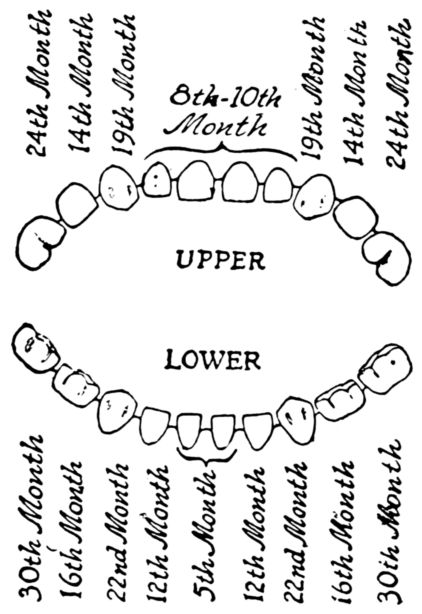 24th Month
14th Month
19th Month
8th-10th
Month
19th Month
14th Month
24th Month
UPPER
LOWER
30th Month
16th Month
22nd Month
12th Month
5th Month
12th Month
22nd Month
16th Month
30th Month